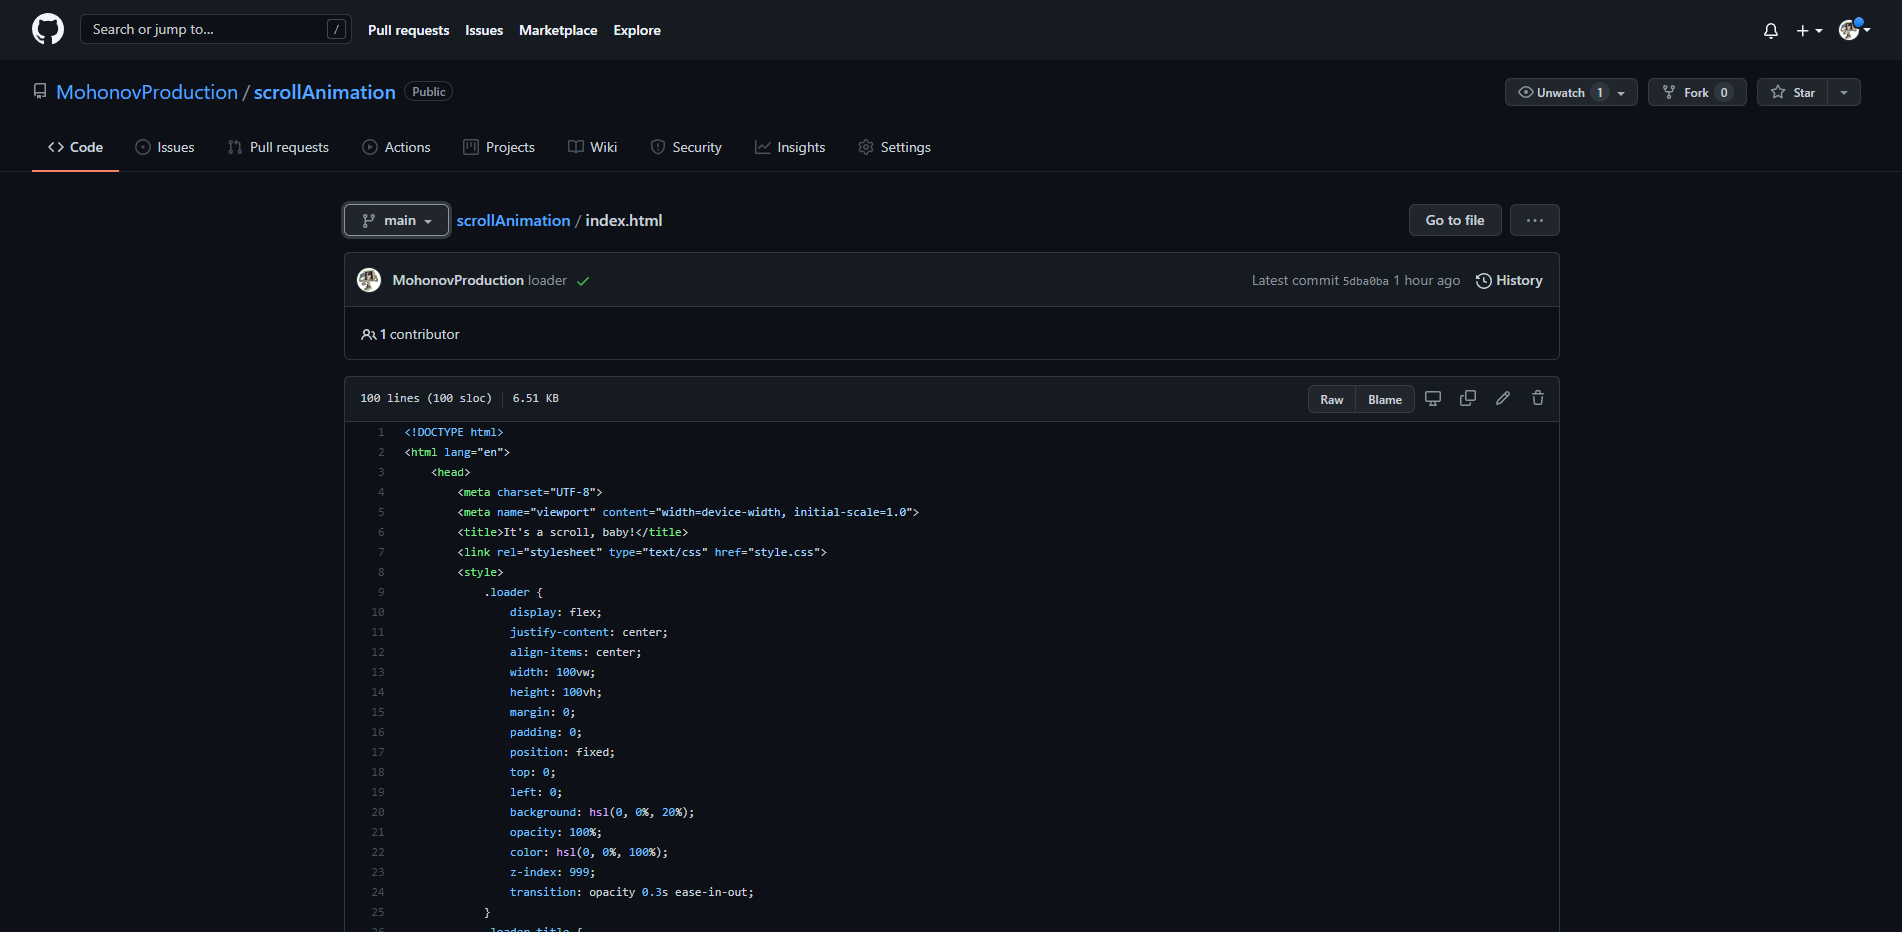 Search or jump to... / Pull requests Issues Marketplace Explore
MohonovProduction / scrollAnimation Public Unwatch 1 Fork 0 Star
Code Issues Pull requests Actions Projects Wiki Security Insights Settings
main scrollAnimation / index.html Go to file ...
MohonovProduction loader Latest commit 5dba0ba 1 hour ago History
1 contributor
100 lines (100 sloc) 6.51 KB Raw Blame
1 <!DOCTYPE html>
2 <html lang="en">
3 <head>
4 <meta charset="UTF-8">
5 <meta name="viewport" content="width=device-width, initial-scale=1.0">
6 <title>It's a scroll, baby!</title>
7 <link rel="stylesheet" type="text/css" href="style.css">
8 <style>
9 .loader {
10 display: flex;
11 justify-content: center;
12 align-items: center;
13 width: 100vw;
14 height: 100vh;
15 margin: 0;
16 padding: 0;
17 position: fixed;
18 top: 0;
19 left: 0;
20 background: hsl(0, 0%, 20%);
21 opacity: 100%;
22 color: hsl(0, 0%, 100%);
23 z-index: 999;
24 transition: opacity 0.3s ease-in-out;
25 }